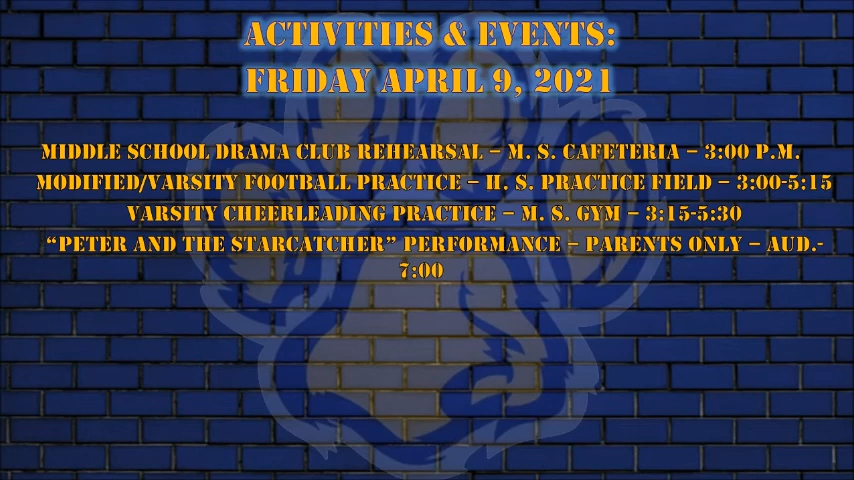 ACTIVITIES & EVENTS:
FRIDAY APRIL 9, 2021
MIDDLE SCHOOL DRAMA CLUB REHEARSAL – M. S. CAFETERIA – 3:00 P.M.
MODIFIED/VARSITY FOOTBALL PRACTICE – H. S. PRACTICE FIELD – 3:00-5:15
VARSITY CHEERLEADING PRACTICE – M. S. GYM – 3:15-5:30
“PETER AND THE STARCATCHER” PERFORMANCE – PARENTS ONLY – AUD.-
7:00